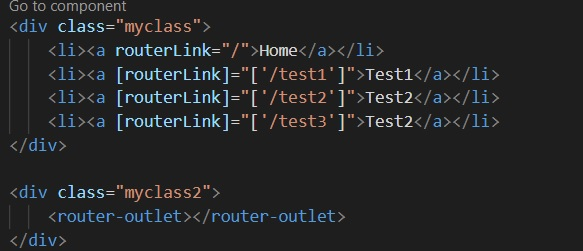 Go to component
<div class="myclass">
    <li><a routerLink="/">Home</a></li>
    <li><a [routerLink]="['/test1']">Test1</a></li>
    <li><a [routerLink]="['/test2']">Test2</a></li>
    <li><a [routerLink]="['/test3']">Test2</a></li>
</div>

<div class="myclass2">
    <router-outlet></router-outlet>
</div>